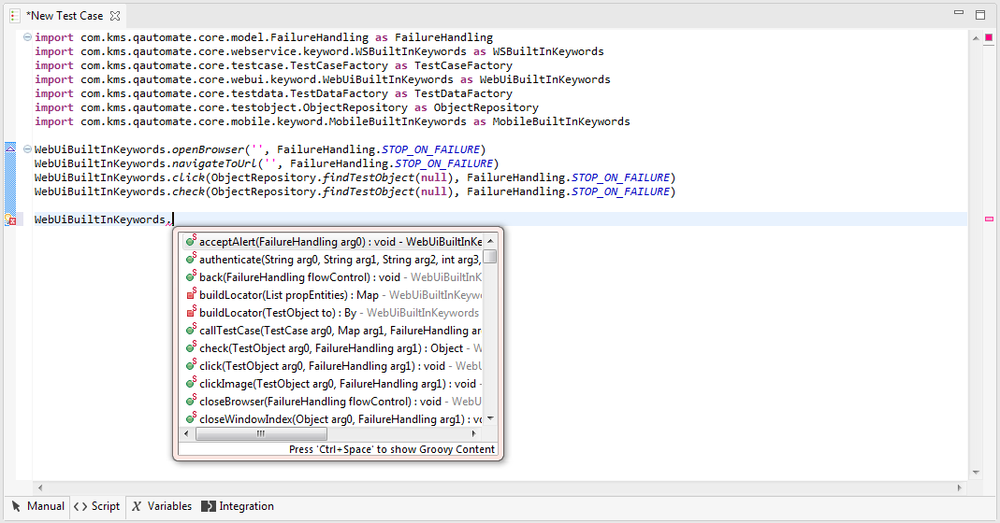 *New Test Case
import com.kms.qautomate.core.model.FailureHandling as FailureHandling
import com.kms.qautomate.core.webservice.keyword.WSBuiltInKeywords as WSBuiltInKeywords
import com.kms.qautomate.core.testcase.TestCaseFactory as TestCaseFactory
import com.kms.qautomate.core.webui.keyword.WebUiBuiltInKeywords as WebUiBuiltInKeywords
import com.kms.qautomate.core.testdata.TestDataFactory as TestDataFactory
import com.kms.qautomate.core.testobject.ObjectRepository as ObjectRepository
import com.kms.qautomate.core.mobile.keyword.MobileBuiltInKeywords as MobileBuiltInKeywords
WebUiBuiltInKeywords.openBrowser('', FailureHandling.STOP_ON_FAILURE)
WebUiBuiltInKeywords.navigateToUrl('', FailureHandling.STOP_ON_FAILURE)
WebUiBuiltInKeywords.click(ObjectRepository.findTestObject(null), FailureHandling.STOP_ON_FAILURE)
WebUiBuiltInKeywords.check(ObjectRepository.findTestObject(null), FailureHandling.STOP_ON_FAILURE)
WebUiBuiltInKeywords.
acceptAlert(FailureHandling arg0) : void - WebUiBuiltInKe
authenticate(String arg0, String arg1, String arg2, int arg3,
back(FailureHandling flowControl) : void - WebUiBuiltInK
buildLocator(List propEntities) : Map - WebUiBuiltInKeyw
buildLocator(TestObject to) : By - WebUiBuiltInKeywords
callTestCase(TestCase arg0, Map arg1, FailureHandling ar
check(TestObject arg0, FailureHandling arg1) : Object - W
click(TestObject arg0, FailureHandling arg1) : void - WebU
clickImage(TestObject arg0, FailureHandling arg1) : void -
closeBrowser(FailureHandling flowControl) : void - WebU
closeWindowIndex(Object arg0, FailureHandling arg1) : vo
Press 'Ctrl+Space' to show Groovy Content
Manual Script Variables Integration